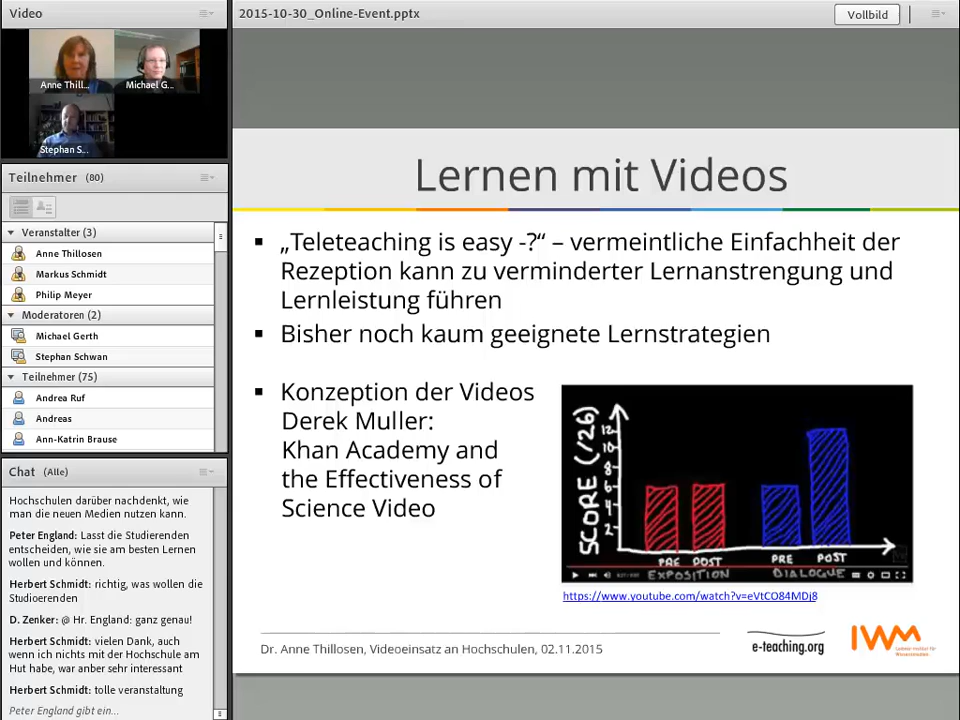 Video
2015-10-30_Online-Event.pptx
Vollbild
Anne Thill...
Michael G...
Stephan S...
Teilnehmer (80)
Veranstalter (3)
Anne Thillosen
Markus Schmidt
Philip Meyer
Moderatoren (2)
Michael Gerth
Stephan Schwan
Teilnehmer (75)
Andrea Ruf
Andreas
Ann-Katrin Brause
Chat (Alle)
Hochschulen darüber nachdenkt, wie
man die neuen Medien nutzen kann.
Peter England: Lasst die Studierenden
entscheiden, wie sie am besten Lernen
wollen und können.
Herbert Schmidt: richtig, was wollen die
Studoerenden
D. Zenker: @ Hr. England: ganz genau!
Herbert Schmidt: vielen Dank, auch
wenn ich nichts mit der Hochschule am
Hut habe, war anber sehr interessant
Herbert Schmidt: tolle veranstaltung
Peter England gibt ein...
Lernen mit Videos
▪ „Teleteaching is easy -?“ – vermeintliche Einfachheit der
Rezeption kann zu verminderter Lernanstrengung und
Lernleistung führen
▪ Bisher noch kaum geeignete Lernstrategien
▪ Konzeption der Videos
Derek Muller:
Khan Academy and
the Effectiveness of
Science Video
SCORE (/26)
12
10
8
6
4
2
PRE POST PRE POST
EXPOSITION DIALOGUE
https://www.youtube.com/watch?v=eVtCO84MDj8
Dr. Anne Thillosen, Videoeinsatz an Hochschulen, 02.11.2015
e-teaching.org
IWM